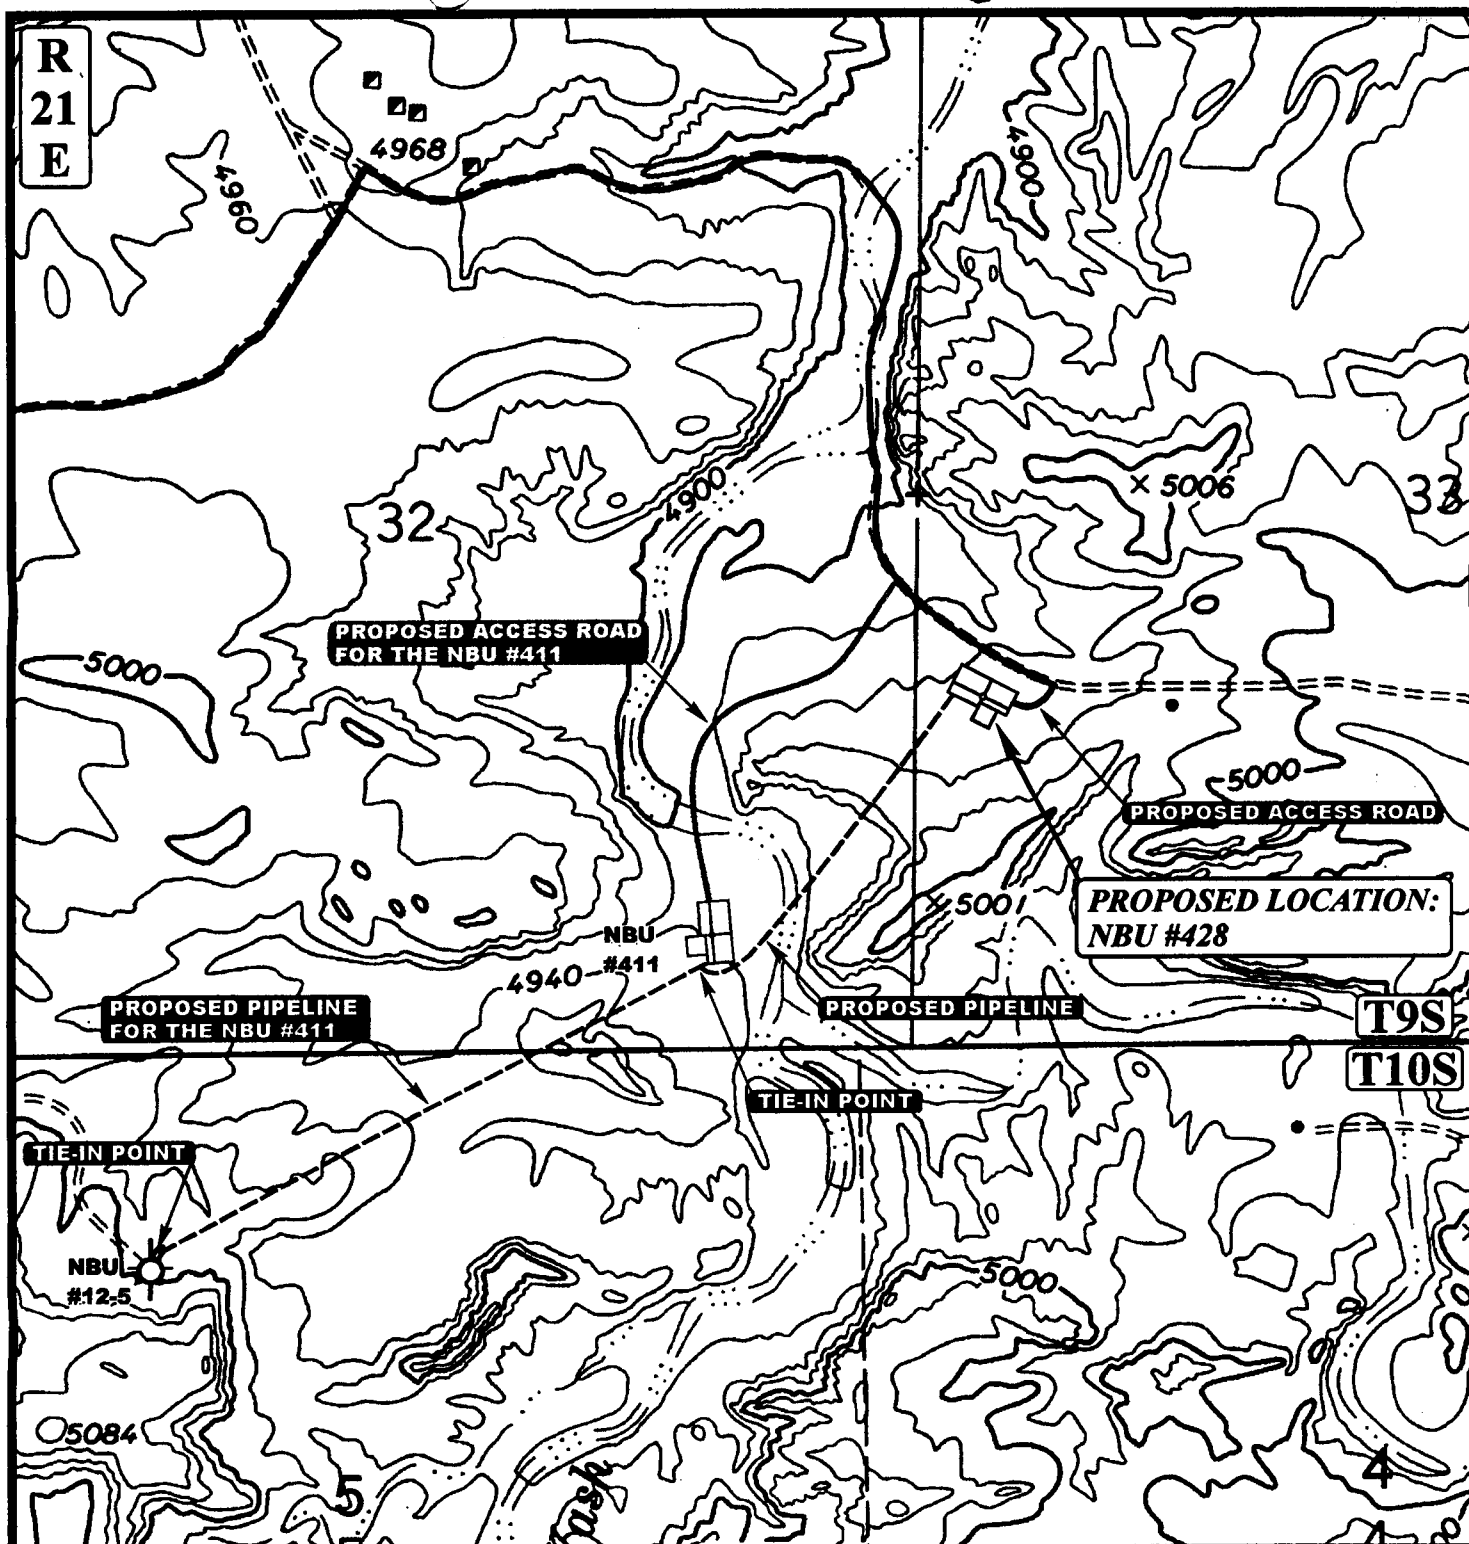 R
21
E
4968
4960
4900
4900
32
5006
33
PROPOSED ACCESS ROAD
FOR THE NBU #411
5000
5000
PROPOSED ACCESS ROAD
5001
PROPOSED LOCATION:
NBU #428
NBU
#411
4940
PROPOSED PIPELINE
FOR THE NBU #411
PROPOSED PIPELINE
T9S
T10S
TIE-IN POINT
TIE-IN POINT
NBU
#12-5
5000
5084
5
4